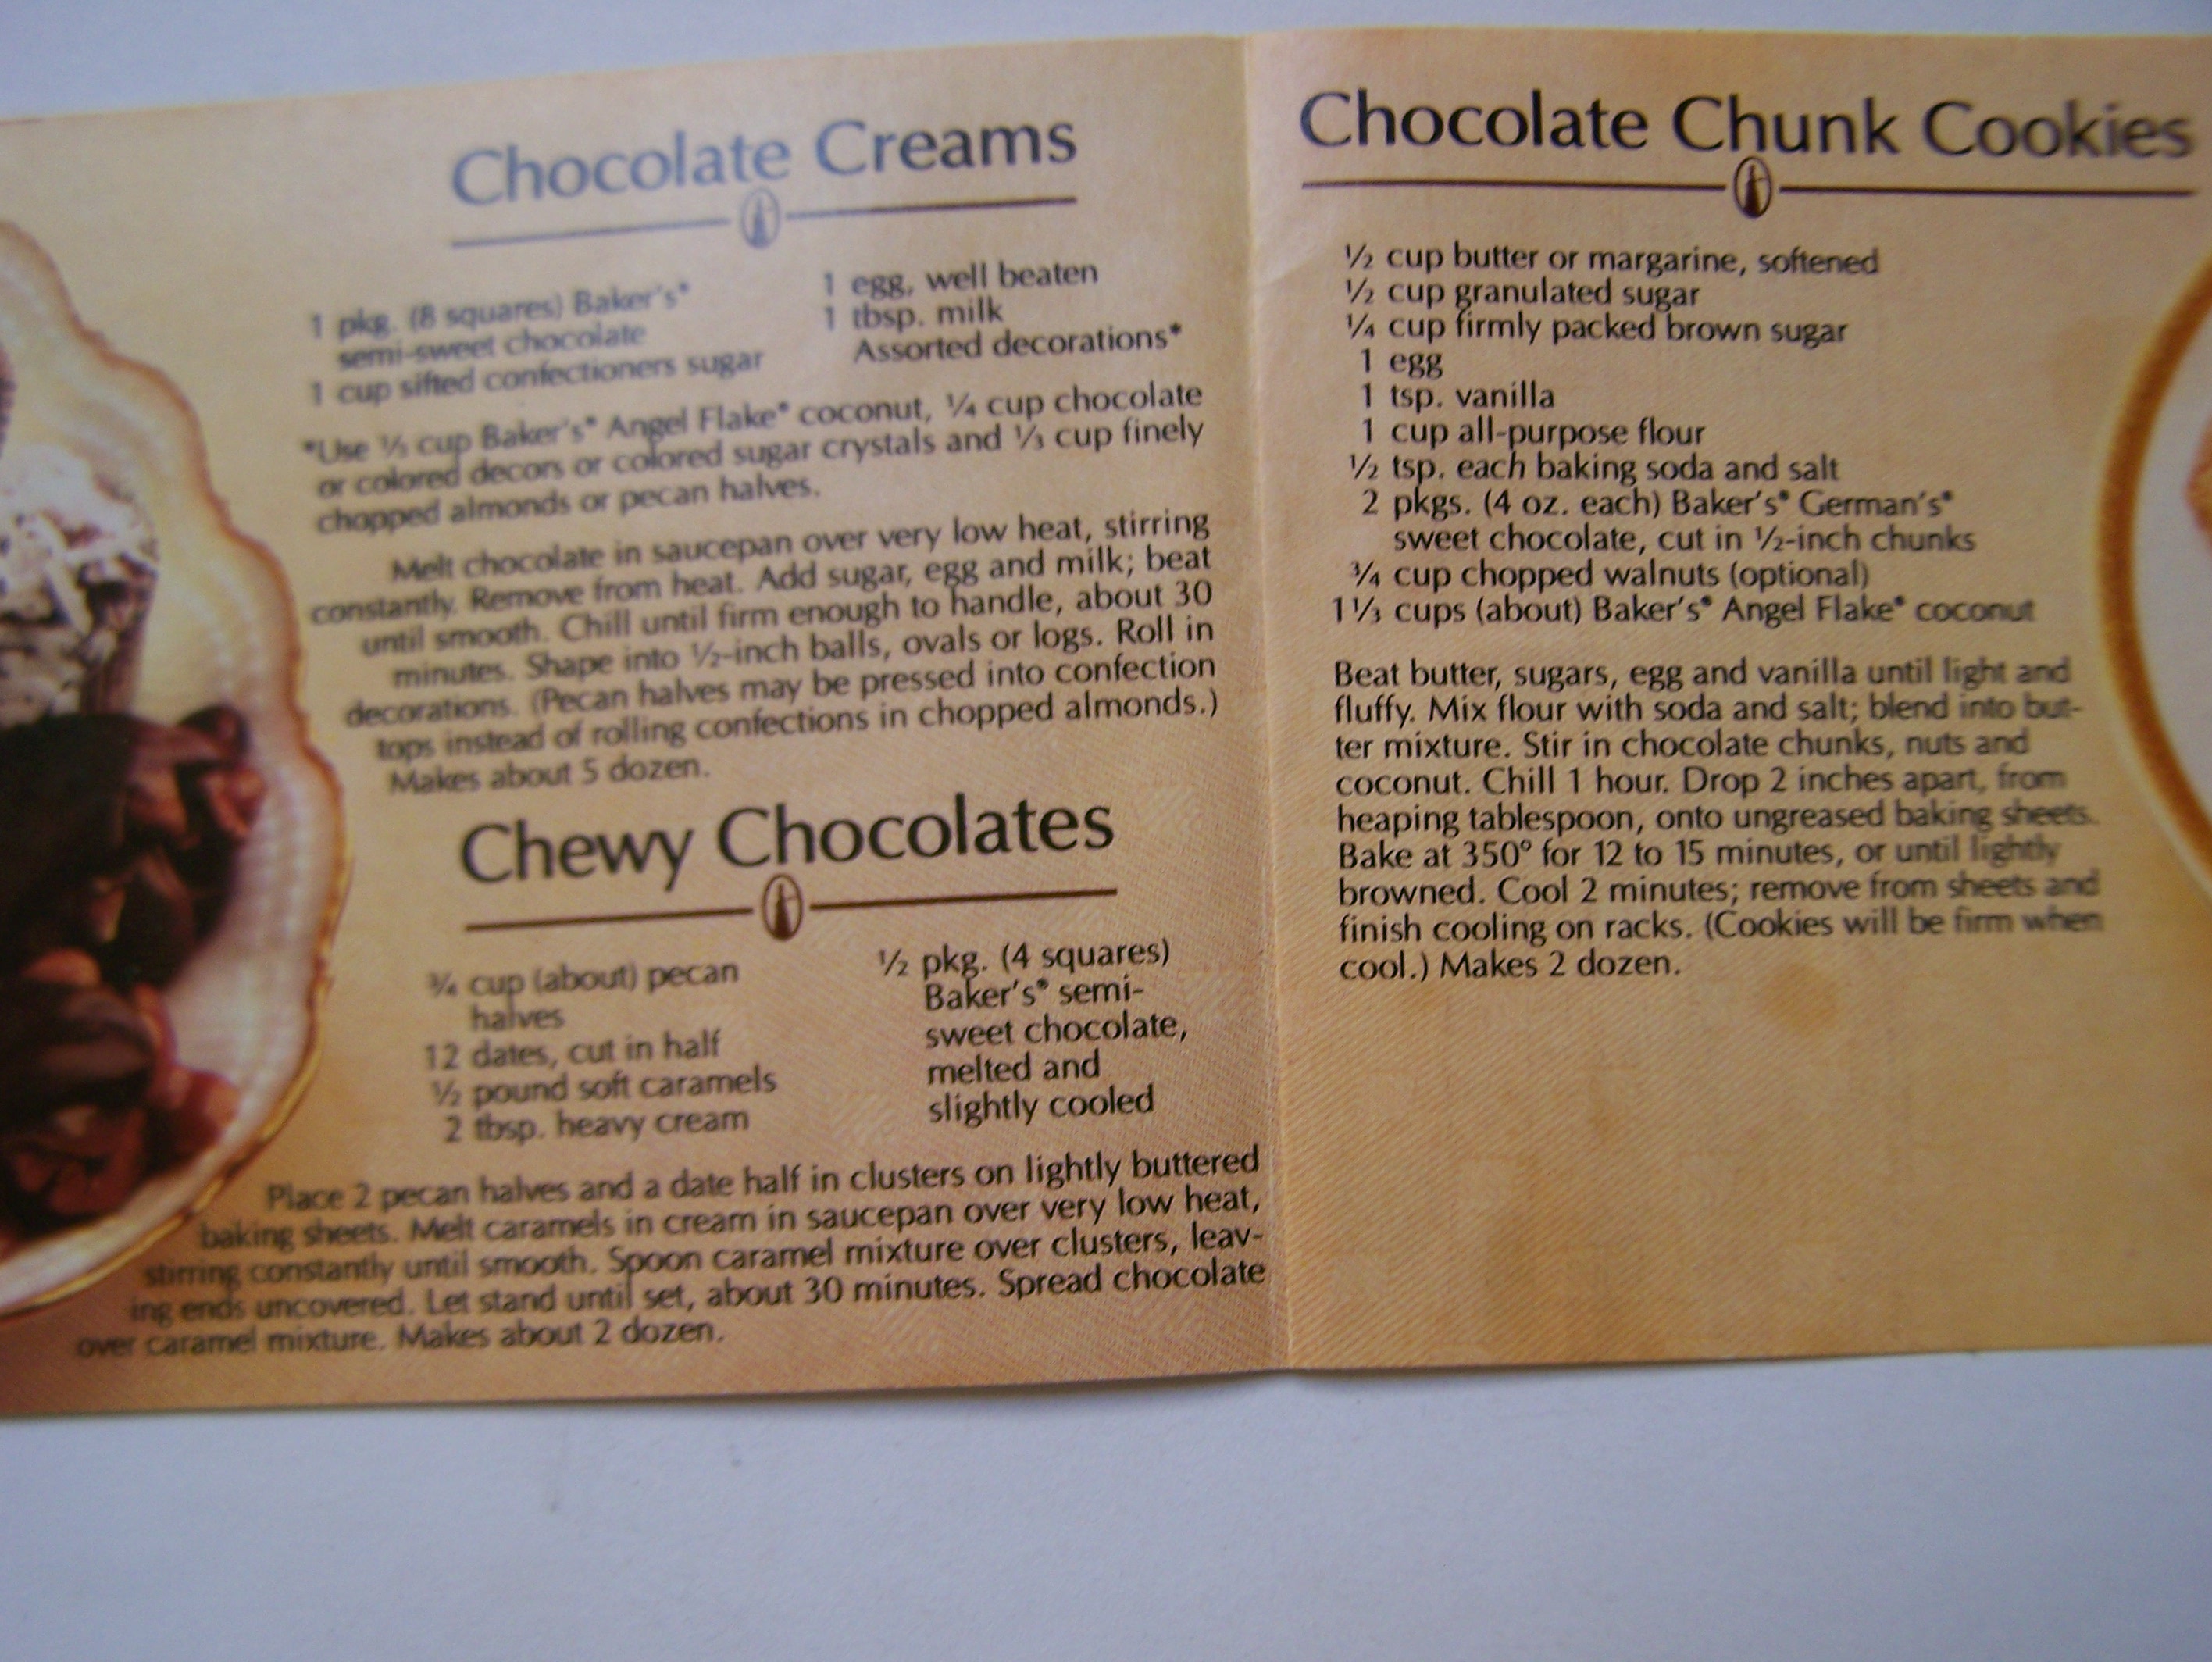 Chocolate Creams
1 pkg. (8 squares) Baker's®
semi-sweet chocolate
1 cup sifted confectioners sugar
1 egg, well beaten
1 tbsp. milk
Assorted decorations*
*Use ⅓ cup Baker's® Angel Flake® coconut, ¼ cup chocolate
or colored decors or colored sugar crystals and ⅓ cup finely
chopped almonds or pecan halves.
Melt chocolate in saucepan over very low heat, stirring
constantly. Remove from heat. Add sugar, egg and milk; beat
until smooth. Chill until firm enough to handle, about 30
minutes. Shape into ½-inch balls, ovals or logs. Roll in
decorations. (Pecan halves may be pressed into confection
tops instead of rolling confections in chopped almonds.)
Makes about 5 dozen.
Chewy Chocolates
¾ cup (about) pecan
halves
12 dates, cut in half
½ pound soft caramels
2 tbsp. heavy cream
½ pkg. (4 squares)
Baker's® semi-
sweet chocolate,
melted and
slightly cooled
Place 2 pecan halves and a date half in clusters on lightly buttered
baking sheets. Melt caramels in cream in saucepan over very low heat,
stirring constantly until smooth. Spoon caramel mixture over clusters, leav-
ing ends uncovered. Let stand until set, about 30 minutes. Spread chocolate
over caramel mixture. Makes about 2 dozen.
Chocolate Chunk Cookies
½ cup butter or margarine, softened
½ cup granulated sugar
¼ cup firmly packed brown sugar
1 egg
1 tsp. vanilla
1 cup all-purpose flour
½ tsp. each baking soda and salt
2 pkgs. (4 oz. each) Baker's® German's®
sweet chocolate, cut in ½-inch chunks
¾ cup chopped walnuts (optional)
1⅓ cups (about) Baker's® Angel Flake® coconut
Beat butter, sugars, egg and vanilla until light and
fluffy. Mix flour with soda and salt; blend into but-
ter mixture. Stir in chocolate chunks, nuts and
coconut. Chill 1 hour. Drop 2 inches apart, from
heaping tablespoon, onto ungreased baking sheets.
Bake at 350° for 12 to 15 minutes, or until lightly
browned. Cool 2 minutes; remove from sheets and
finish cooling on racks. (Cookies will be firm when
cool.) Makes 2 dozen.